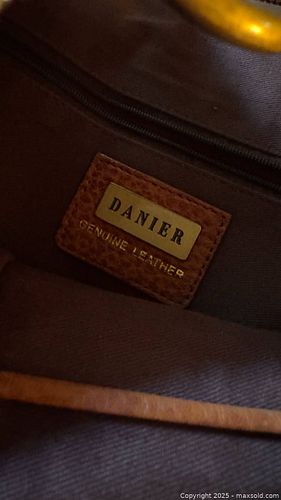 DANIER
GENUINE LEATHER
Copyright © 2025 - maxsold.com